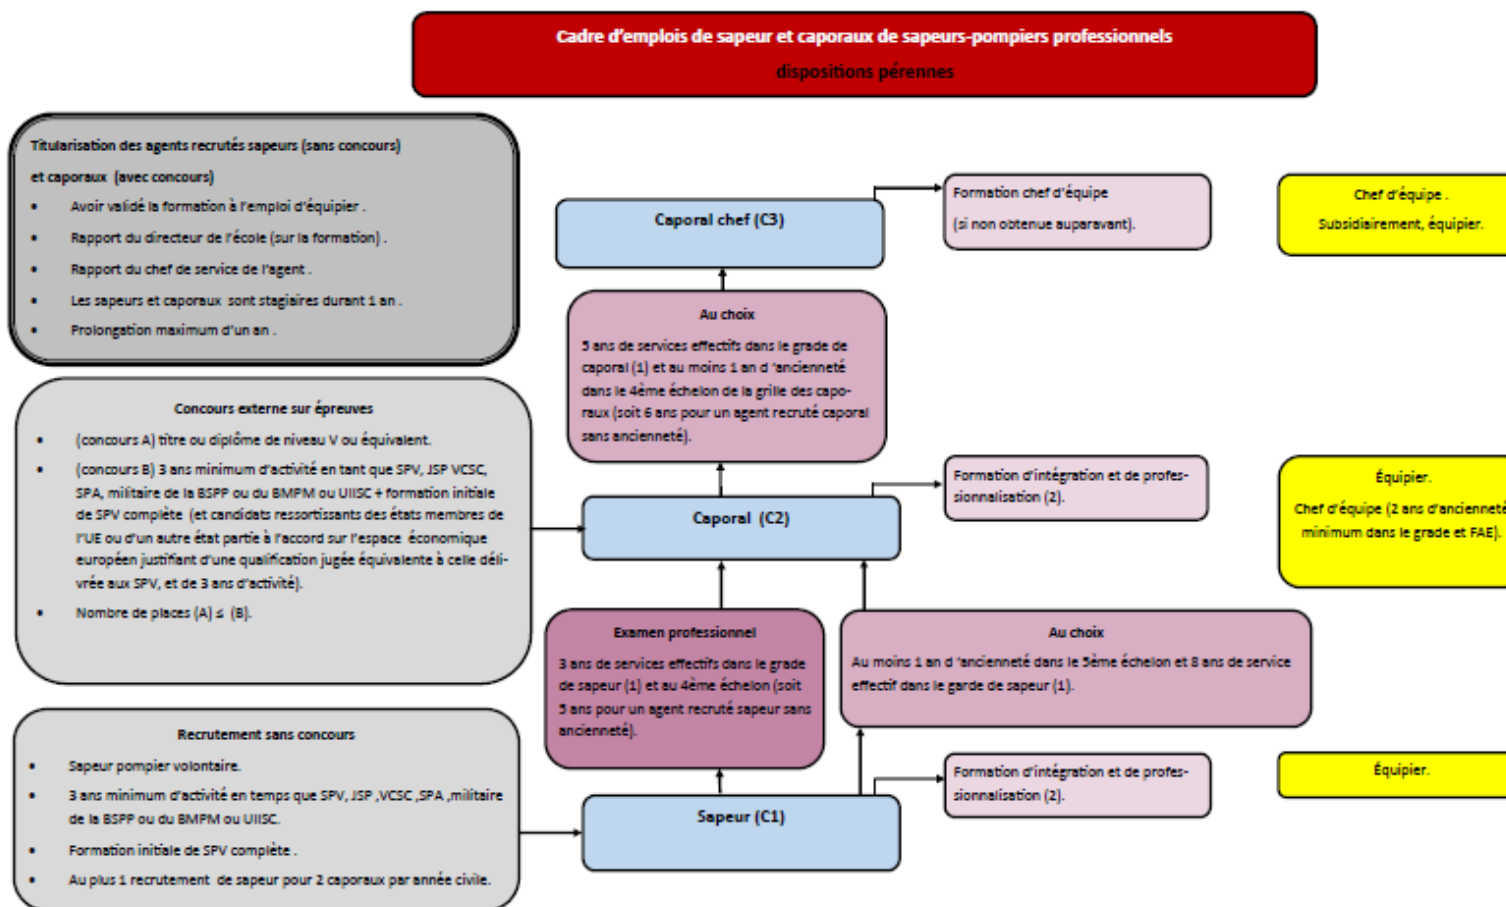 Cadre d'emplois de sapeur et caporaux de sapeurs-pompiers professionnels
dispositions pérennes
Titularisation des agents recrutés sapeurs (sans concours)
et caporaux (avec concours)
• Avoir validé la formation à l'emploi d'équipier .
• Rapport du directeur de l'école (sur la formation) .
• Rapport du chef de service de l'agent .
• Les sapeurs et caporaux sont stagiaires durant 1 an .
• Prolongation maximum d'un an .
Caporal chef (C3)
Formation chef d'équipe
(si non obtenue auparavant).
Chef d'équipe .
Subsidiairement, équipier.
Au choix
5 ans de services effectifs dans le grade de
caporal (1) et au moins 1 an d 'ancienneté
dans le 4ème échelon de la grille des capo-
raux (soit 6 ans pour un agent recruté caporal
sans ancienneté).
Concours externe sur épreuves
• (concours A) titre ou diplôme de niveau V ou équivalent.
• (concours B) 3 ans minimum d'activité en tant que SPV, JSP VCSC,
SPA, militaire de la BSPP ou du BMPM ou UIISC + formation initiale
de SPV complète (et candidats ressortissants des états membres de
l'UE ou d'un autre état partie à l'accord sur l'espace économique
européen justifiant d'une qualification jugée équivalente à celle déli-
vrée aux SPV, et de 3 ans d'activité).
• Nombre de places (A) ≤ (B).
Caporal (C2)
Formation d'intégration et de profes-
sionnalisation (2).
Équipier.
Chef d'équipe (2 ans d'ancienneté
minimum dans le grade et FAE).
Examen professionnel
3 ans de services effectifs dans le grade
de sapeur (1) et au 4ème échelon (soit
5 ans pour un agent recruté sapeur sans
ancienneté).
Au choix
Au moins 1 an d 'ancienneté dans le 5ème échelon et 8 ans de service
effectif dans le garde de sapeur (1).
Recrutement sans concours
• Sapeur pompier volontaire.
• 3 ans minimum d'activité en temps que SPV, JSP ,VCSC ,SPA ,militaire
de la BSPP ou du BMPM ou UIISC.
• Formation initiale de SPV complète .
• Au plus 1 recrutement de sapeur pour 2 caporaux par année civile.
Sapeur (C1)
Formation d'intégration et de profes-
sionnalisation (2).
Équipier.